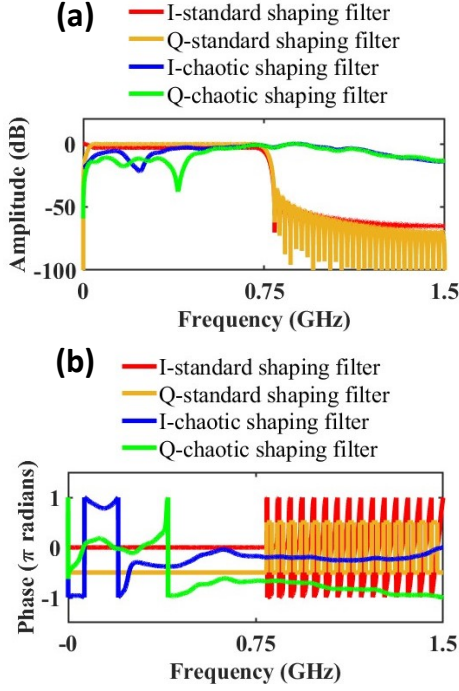 (a)
I-standard shaping filter
Q-standard shaping filter
I-chaotic shaping filter
Q-chaotic shaping filter
Amplitude (dB)
0
-50
-100
0 0.75 1.5
Frequency (GHz)
(b)
I-standard shaping filter
Q-standard shaping filter
I-chaotic shaping filter
Q-chaotic shaping filter
Phase (π radians)
1
0
-1
-0 0.75 1.5
Frequency (GHz)